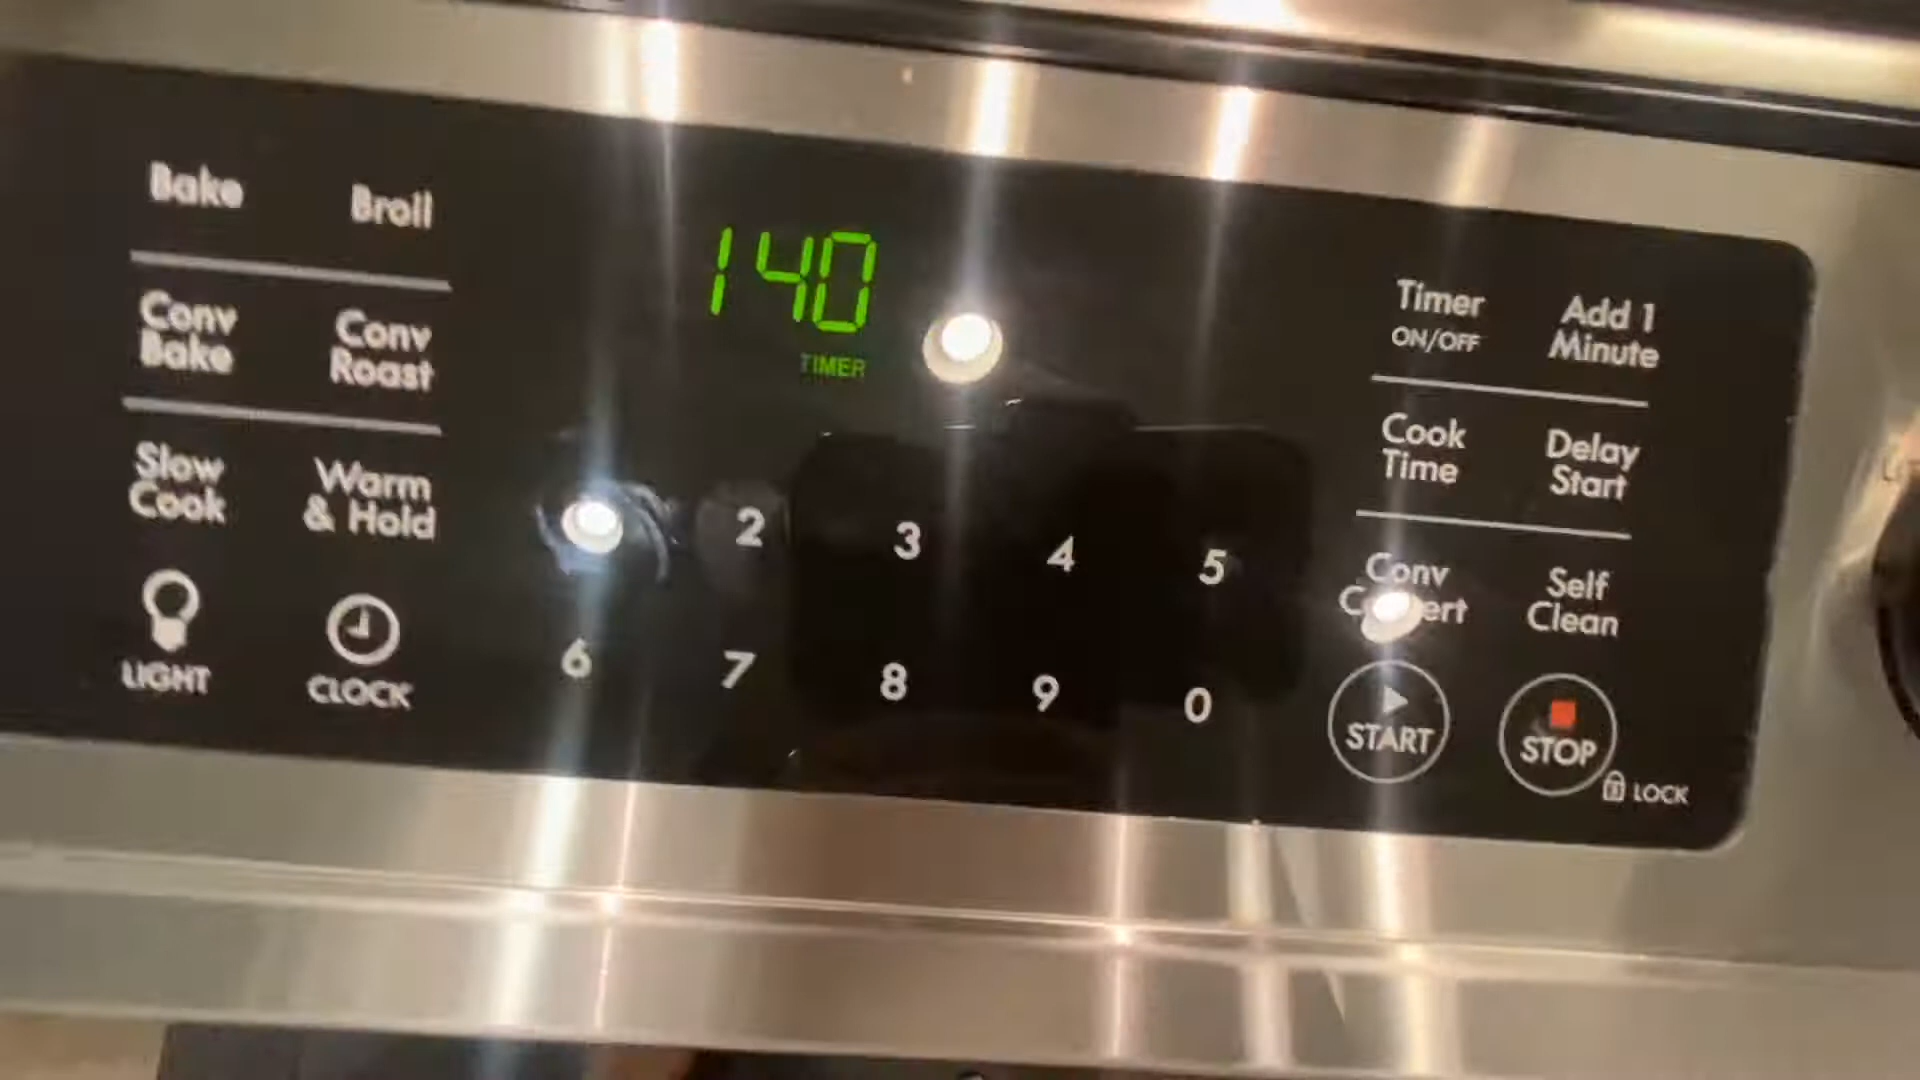 Bake Broil
Conv Bake
Conv Roast
Slow Cook
Warm & Hold
LIGHT
CLOCK
140
TIMER
2 3 4 5
6 7 8 9 0
Timer ON/OFF
Add 1 Minute
Cook Time
Delay Start
Conv
Self Clean
START
STOP
LOCK